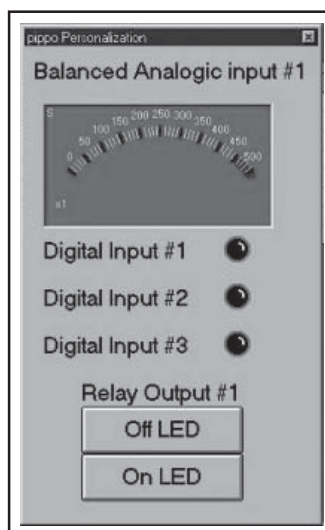 pippo Personalization
Balanced Analogic input #1
S
0 50 100 150 200 250 300 350 400 450 500
Digital Input #1
Digital Input #2
Digital Input #3
Relay Output #1
Off LED
On LED